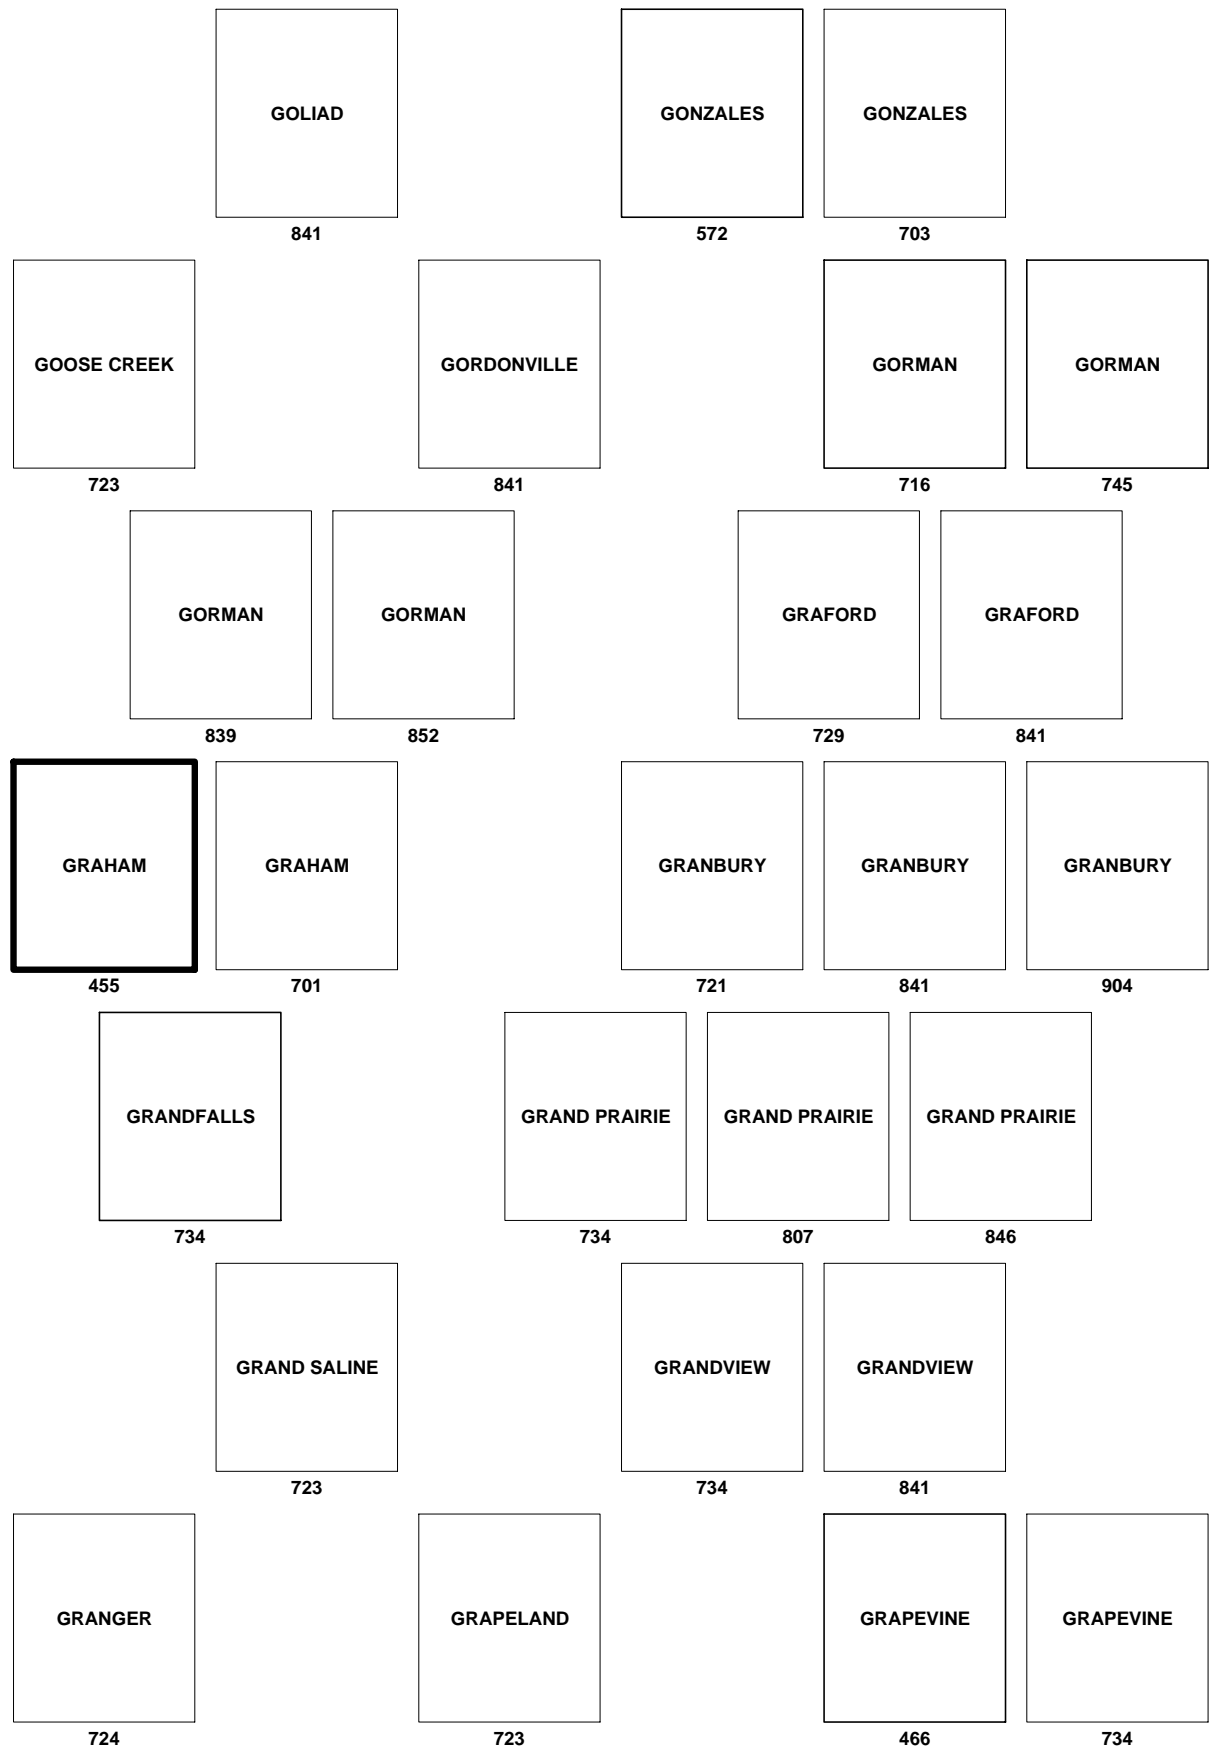 GOLIAD GONZALES GONZALES
841 572 703
GOOSE CREEK GORDONVILLE GORMAN GORMAN
723 841 716 745
GORMAN GORMAN GRAFORD GRAFORD
839 852 729 841
GRAHAM GRAHAM GRANBURY GRANBURY GRANBURY
455 701 721 841 904
GRANDFALLS GRAND PRAIRIE GRAND PRAIRIE GRAND PRAIRIE
734 734 807 846
GRAND SALINE GRANDVIEW GRANDVIEW
723 734 841
GRANGER GRAPELAND GRAPEVINE GRAPEVINE
724 723 466 734